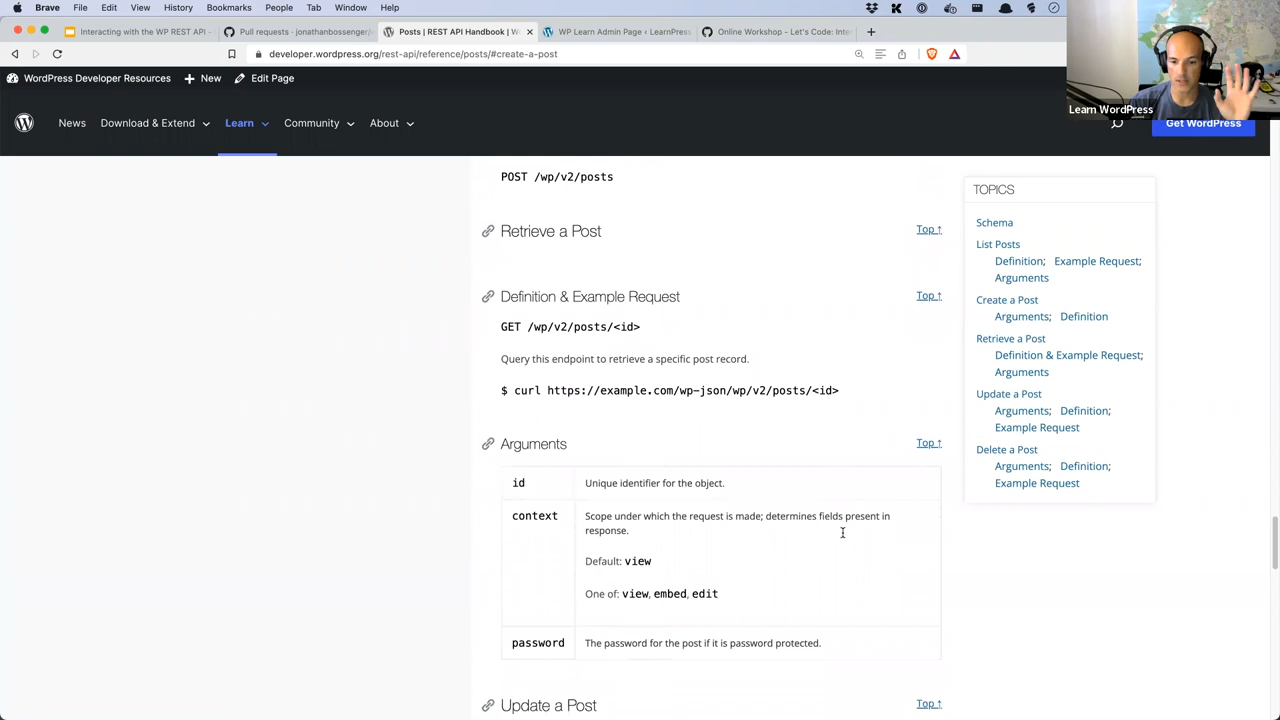 Brave File Edit View History Bookmarks People Tab Window Help
Interacting with the WP REST API -
Pull requests · jonathanbossenger/
Posts | REST API Handbook |
WP Learn Admin Page ‹ LearnPress
Online Workshop - Let's Code: Inter
developer.wordpress.org/rest-api/reference/posts/#create-a-post
WordPress Developer Resources New Edit Page
Learn WordPress
News Download & Extend Learn Community About Get WordPress
POST /wp/v2/posts
Retrieve a Post Top ↑
Definition & Example Request Top ↑
GET /wp/v2/posts/<id>
Query this endpoint to retrieve a specific post record.
$ curl https://example.com/wp-json/wp/v2/posts/<id>
Arguments Top ↑
id Unique identifier for the object.
context Scope under which the request is made; determines fields present in
response.
Default: view
One of: view, embed, edit
password The password for the post if it is password protected.
Update a Post Top ↑
TOPICS
Schema
List Posts
Definition; Example Request;
Arguments
Create a Post
Arguments; Definition
Retrieve a Post
Definition & Example Request;
Arguments
Update a Post
Arguments; Definition;
Example Request
Delete a Post
Arguments; Definition;
Example Request